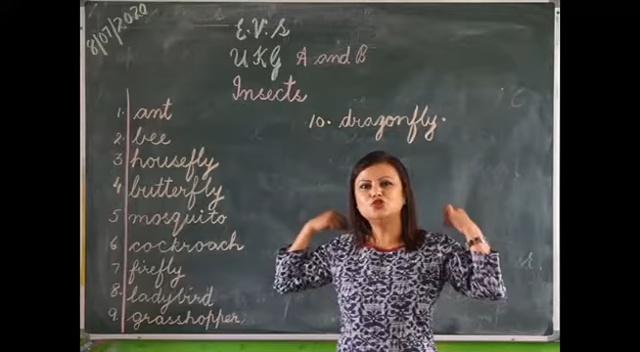 8/07/2020
E.V.S
UKG A and B
Insects
1. ant
2. bee
3 housefly
4 butterfly
5 mosquito
6 cockroach
7 firefly
8. ladybird
9. grasshopper
10. dragonfly.